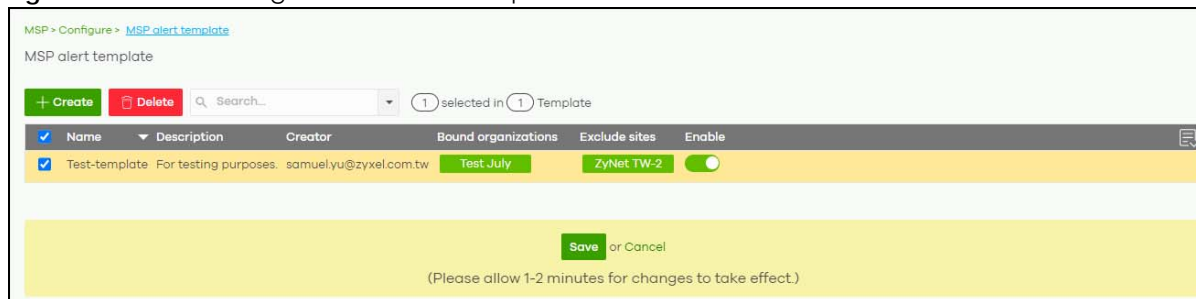 MSP > Configure > MSP alert template
MSP alert template
+ Create Delete Search... 1 selected in 1 Template
Name Description Creator Bound organizations Exclude sites Enable
Test-template For testing purposes. samuel.yu@zyxel.com.tw Test July ZyNet TW-2
Save or Cancel
(Please allow 1-2 minutes for changes to take effect.)